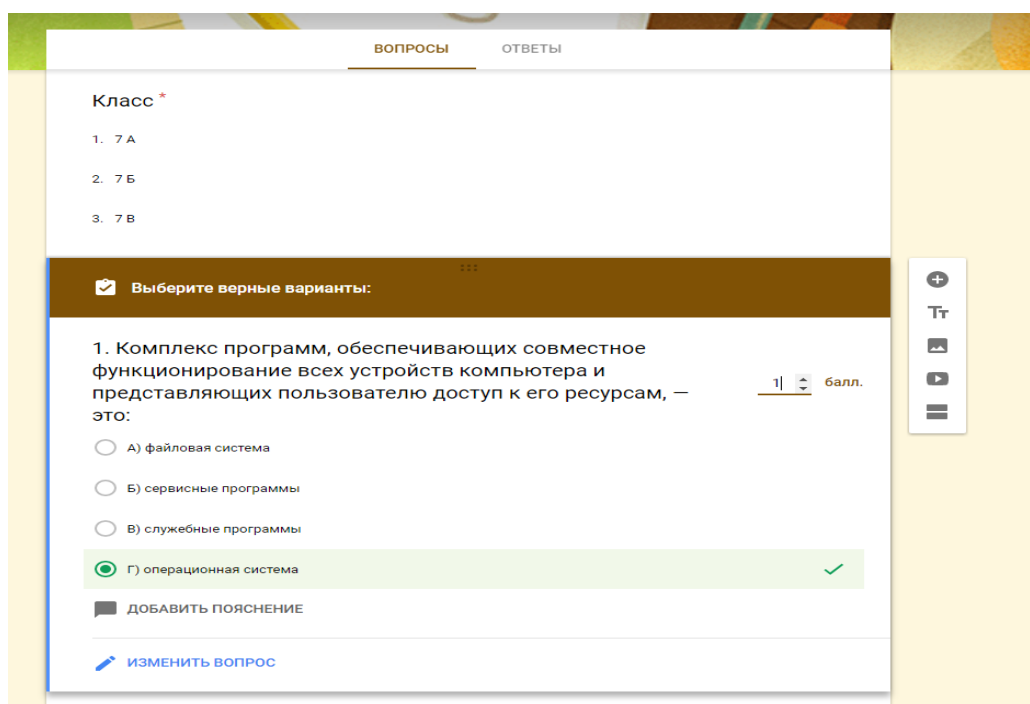 ВОПРОСЫ ОТВЕТЫ
Класс *
1. 7 А
2. 7 Б
3. 7 В
Выберите верные варианты:
1. Комплекс программ, обеспечивающих совместное
функционирование всех устройств компьютера и
представляющих пользователю доступ к его ресурсам, —
это:
1 балл.
А) файловая система
Б) сервисные программы
В) служебные программы
Г) операционная система
ДОБАВИТЬ ПОЯСНЕНИЕ
ИЗМЕНИТЬ ВОПРОС
Тт